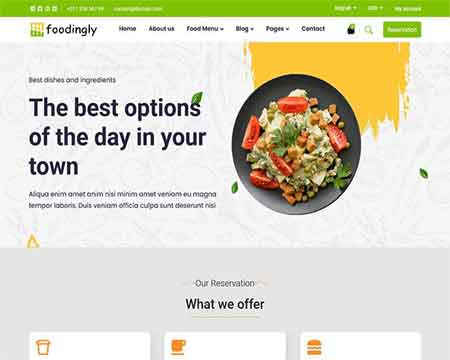 My Account
foodingly
Home About us Food Menu Blog Pages Contact
Reservation
Best dishes and ingredients
The best options
of the day in your
town
Aliqua enim amet anim nisi minim amet veniam eu magna
tempor laboris. Duis veniam officia culpa sunt deserunt nisi
Our Reservation
What we offer